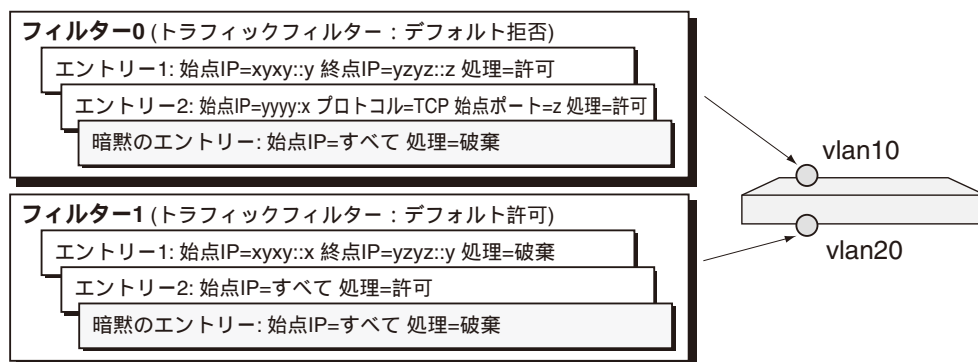 フィルター0 (トラフィックフィルター：デフォルト拒否)
エントリー1: 始点IP=xyxy::y 終点IP=yzyz::z 処理=許可
エントリー2: 始点IP=yyyy:x プロトコル=TCP 始点ポート=z 処理=許可
暗黙のエントリー: 始点IP=すべて 処理=破棄
フィルター1 (トラフィックフィルター：デフォルト許可)
エントリー1: 始点IP=xyxy::x 終点IP=yzyz::y 処理=破棄
エントリー2: 始点IP=すべて 処理=許可
暗黙のエントリー: 始点IP=すべて 処理=破棄
vlan10
vlan20